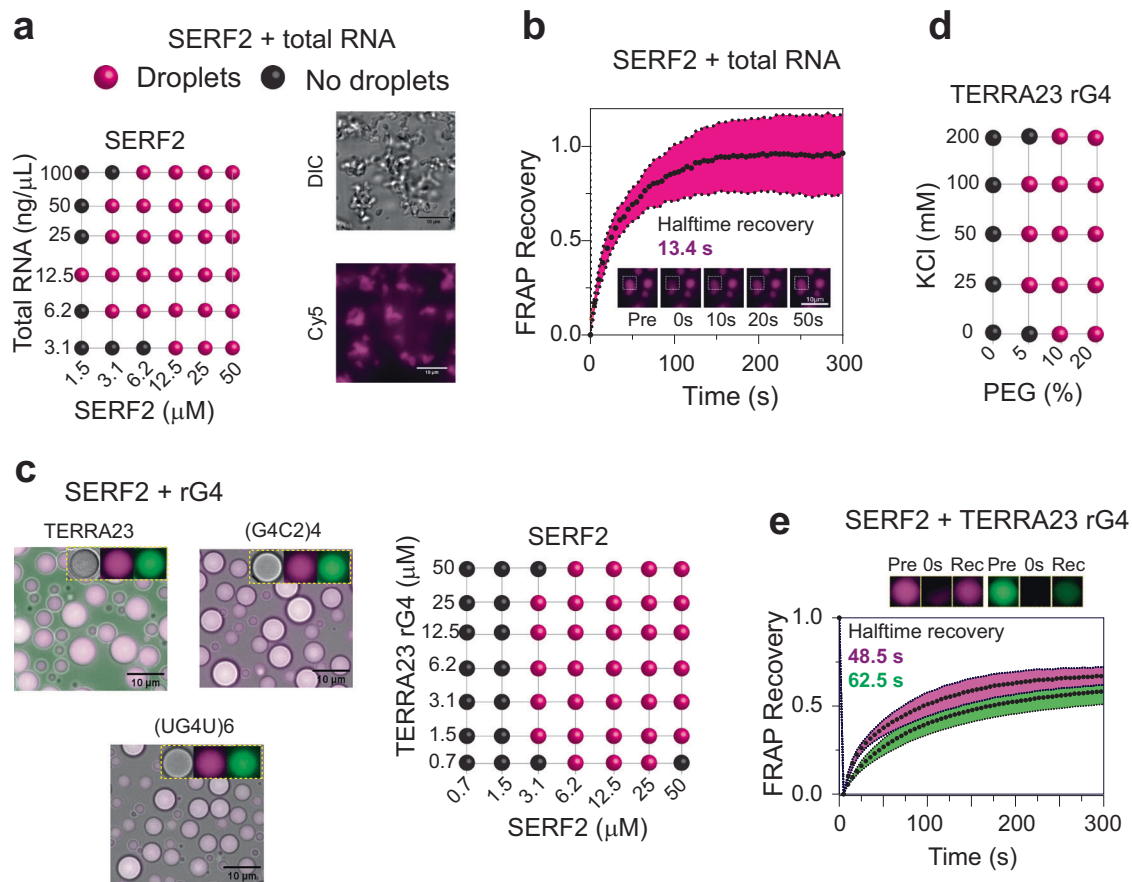 a
SERF2 + total RNA
Droplets
No droplets
SERF2
Total RNA (ng/μL)
100
50
25
12.5
6.2
3.1
1.5
3.1
6.2
12.5
25
50
SERF2 (μM)
DIC
10 μm
Cy5
10 μm
b
SERF2 + total RNA
FRAP Recovery
1.0
0.5
0.0
Halftime recovery
13.4 s
10μm
Pre
0s
10s
20s
50s
0
100
200
300
Time (s)
d
TERRA23 rG4
KCl (mM)
200
100
50
25
0
0
5
10
20
PEG (%)
c
SERF2 + rG4
TERRA23
10 μm
(G4C2)4
10 μm
(UG4U)6
10 μm
SERF2
TERRA23 rG4 (μM)
50
25
12.5
6.2
3.1
1.5
0.7
0.7
1.5
3.1
6.2
12.5
25
50
SERF2 (μM)
e
SERF2 + TERRA23 rG4
Pre 0s Rec Pre 0s Rec
FRAP Recovery
1.0
0.5
0.0
Halftime recovery
48.5 s
62.5 s
0
100
200
300
Time (s)